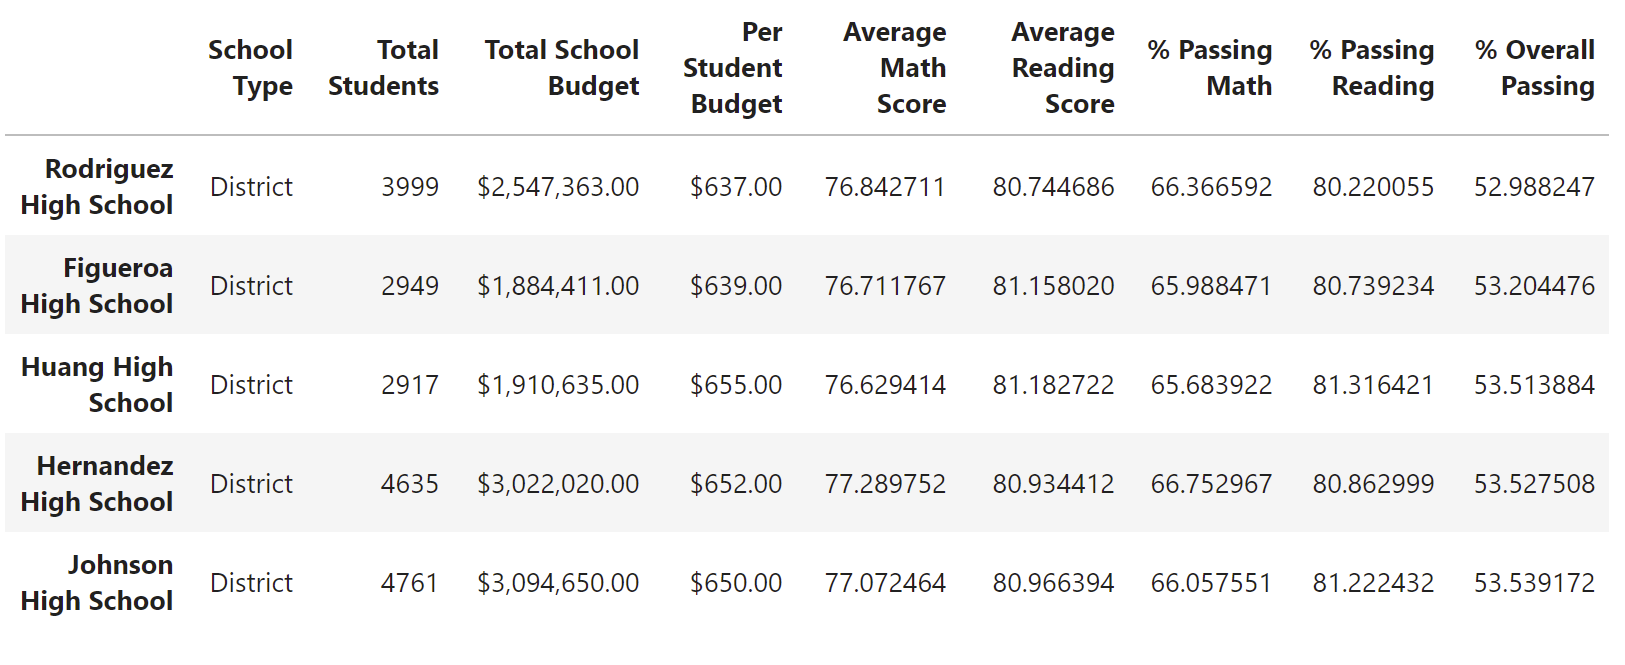 School Type Total Students Total School Budget Per Student Budget Average Math Score Average Reading Score % Passing Math % Passing Reading % Overall Passing
Rodriguez High School District 3999 $2,547,363.00 $637.00 76.842711 80.744686 66.366592 80.220055 52.988247
Figueroa High School District 2949 $1,884,411.00 $639.00 76.711767 81.158020 65.988471 80.739234 53.204476
Huang High School District 2917 $1,910,635.00 $655.00 76.629414 81.182722 65.683922 81.316421 53.513884
Hernandez High School District 4635 $3,022,020.00 $652.00 77.289752 80.934412 66.752967 80.862999 53.527508
Johnson High School District 4761 $3,094,650.00 $650.00 77.072464 80.966394 66.057551 81.222432 53.539172